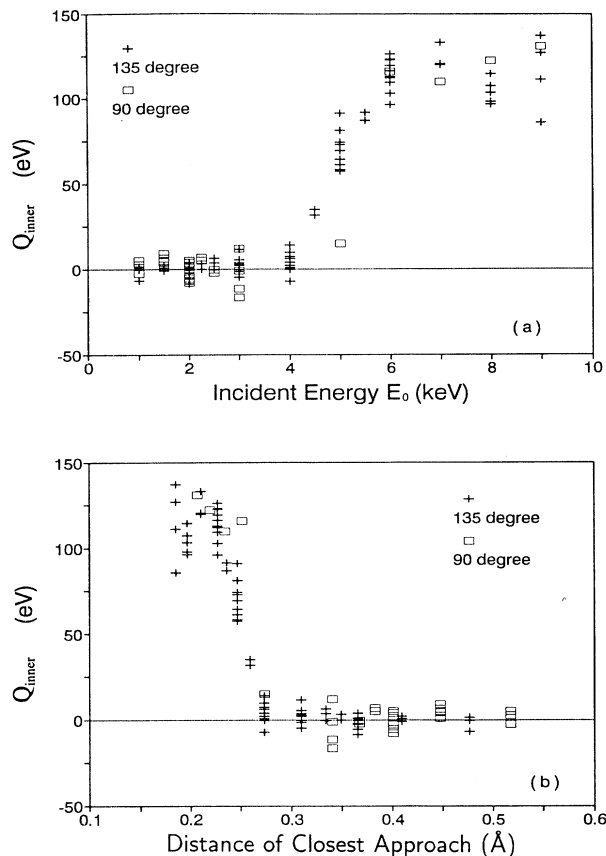 150
100
50
0
-50
Q_inner (eV)
+ 135 degree
□ 90 degree
(a)
0 2 4 6 8 10
Incident Energy E₀ (keV)
150
100
50
0
-50
Q_inner (eV)
+ 135 degree
□ 90 degree
(b)
0.1 0.2 0.3 0.4 0.5 0.6
Distance of Closest Approach (Å)